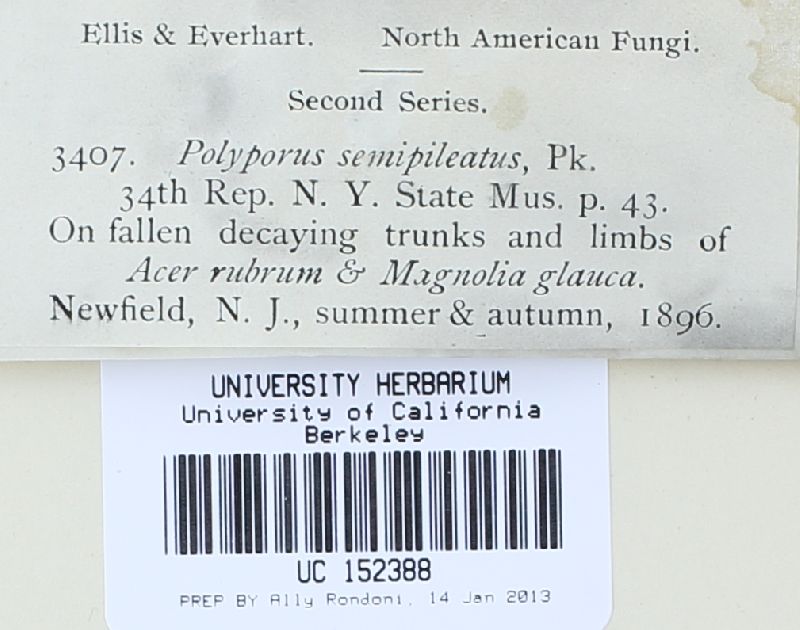 Ellis & Everhart. North American Fungi.
Second Series.
3407. Polyporus semipileatus, Pk.
34th Rep. N. Y. State Mus. p. 43.
On fallen decaying trunks and limbs of
Acer rubrum & Magnolia glauca.
Newfield, N. J., summer & autumn, 1896.
UNIVERSITY HERBARIUM
University of California
Berkeley
UC 152388
PREP BY Ally Rondoni, 14 Jan 2013